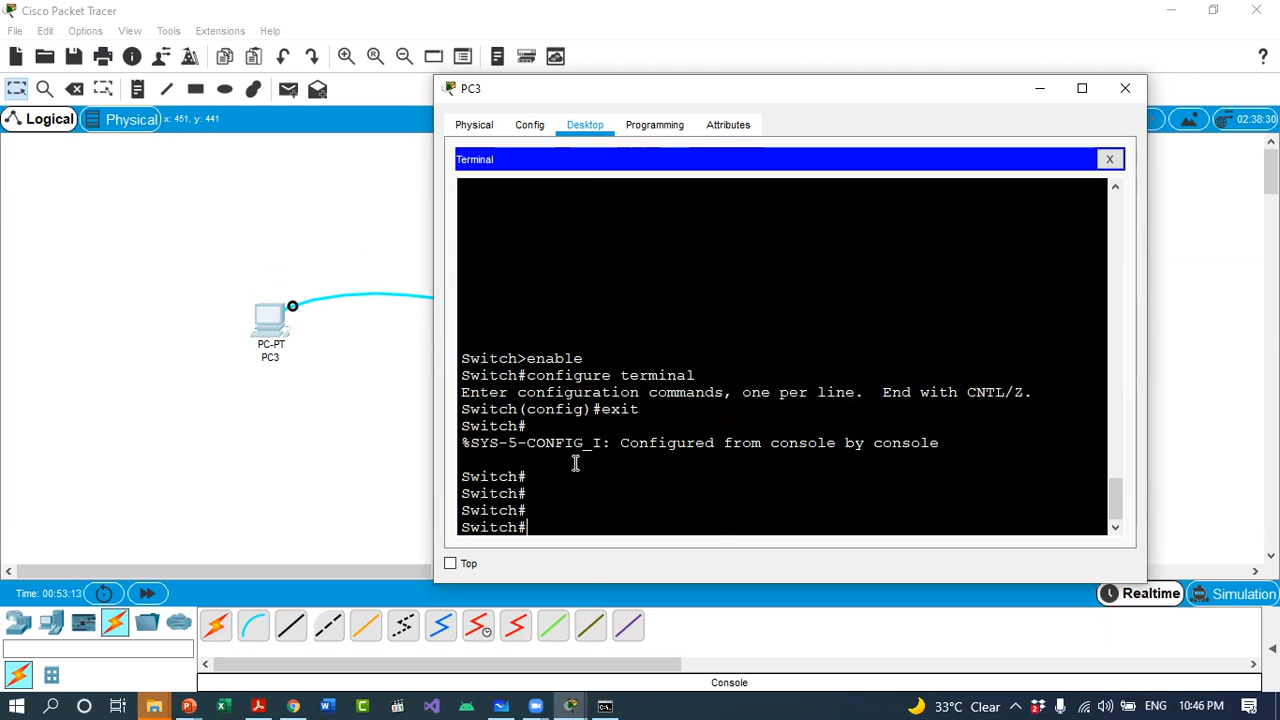 Cisco Packet Tracer
File Edit Options View Tools Extensions Help
Logical Physical x: 451, y: 441 02:38:30
PC3
Physical Config Desktop Programming Attributes
Terminal X
Switch>enable
Switch#configure terminal
Enter configuration commands, one per line.  End with CNTL/Z.
Switch(config)#exit
Switch#
%SYS-5-CONFIG_I: Configured from console by console
Switch#
Switch#
Switch#
Switch#
Top
PC-PT
PC3
Time: 00:53:13 Realtime Simulation
Console
33°C Clear 10:46 PM